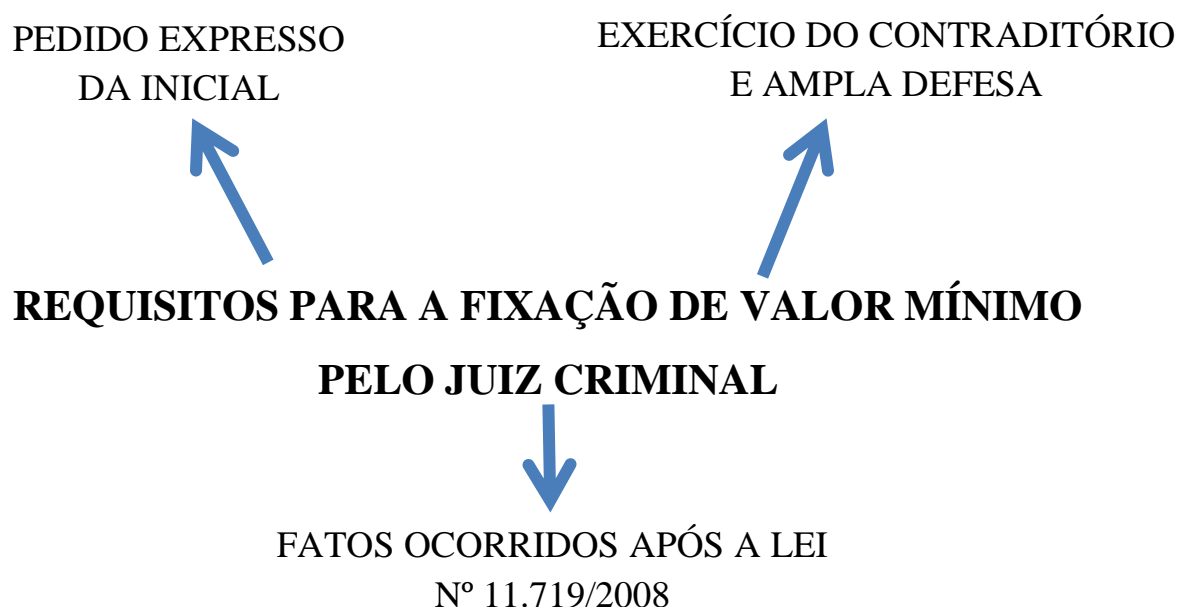 PEDIDO EXPRESSO
DA INICIAL
EXERCÍCIO DO CONTRADITÓRIO
E AMPLA DEFESA
REQUISITOS PARA A FIXAÇÃO DE VALOR MÍNIMO
PELO JUIZ CRIMINAL
FATOS OCORRIDOS APÓS A LEI
Nº 11.719/2008